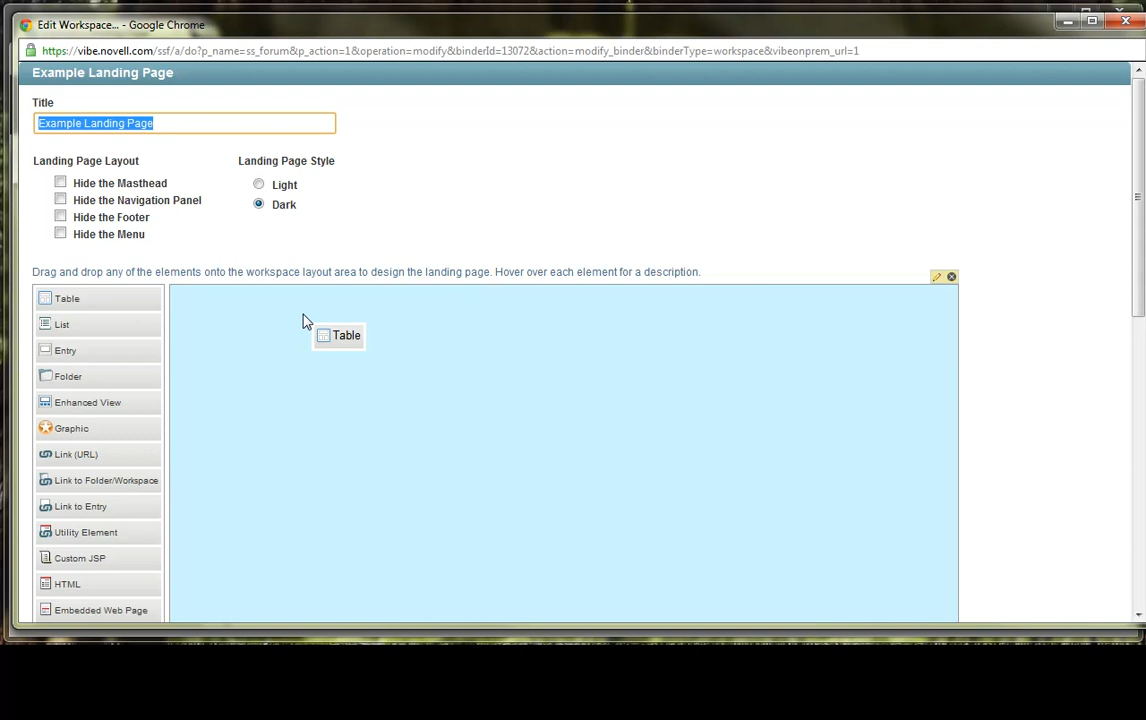 Edit Workspace... - Google Chrome
https://vibe.novell.com/ssf/a/do?p_name=ss_forum&p_action=1&operation=modify&binderId=13072&action=modify_binder&binderType=workspace&vibeonprem_url=1
Example Landing Page
Title
Example Landing Page
Landing Page Layout
Landing Page Style
Hide the Masthead
Light
Hide the Navigation Panel
Dark
Hide the Footer
Hide the Menu
Drag and drop any of the elements onto the workspace layout area to design the landing page. Hover over each element for a description.
Table
List
Table
Entry
Folder
Enhanced View
Graphic
Link (URL)
Link to Folder/Workspace
Link to Entry
Utility Element
Custom JSP
HTML
Embedded Web Page